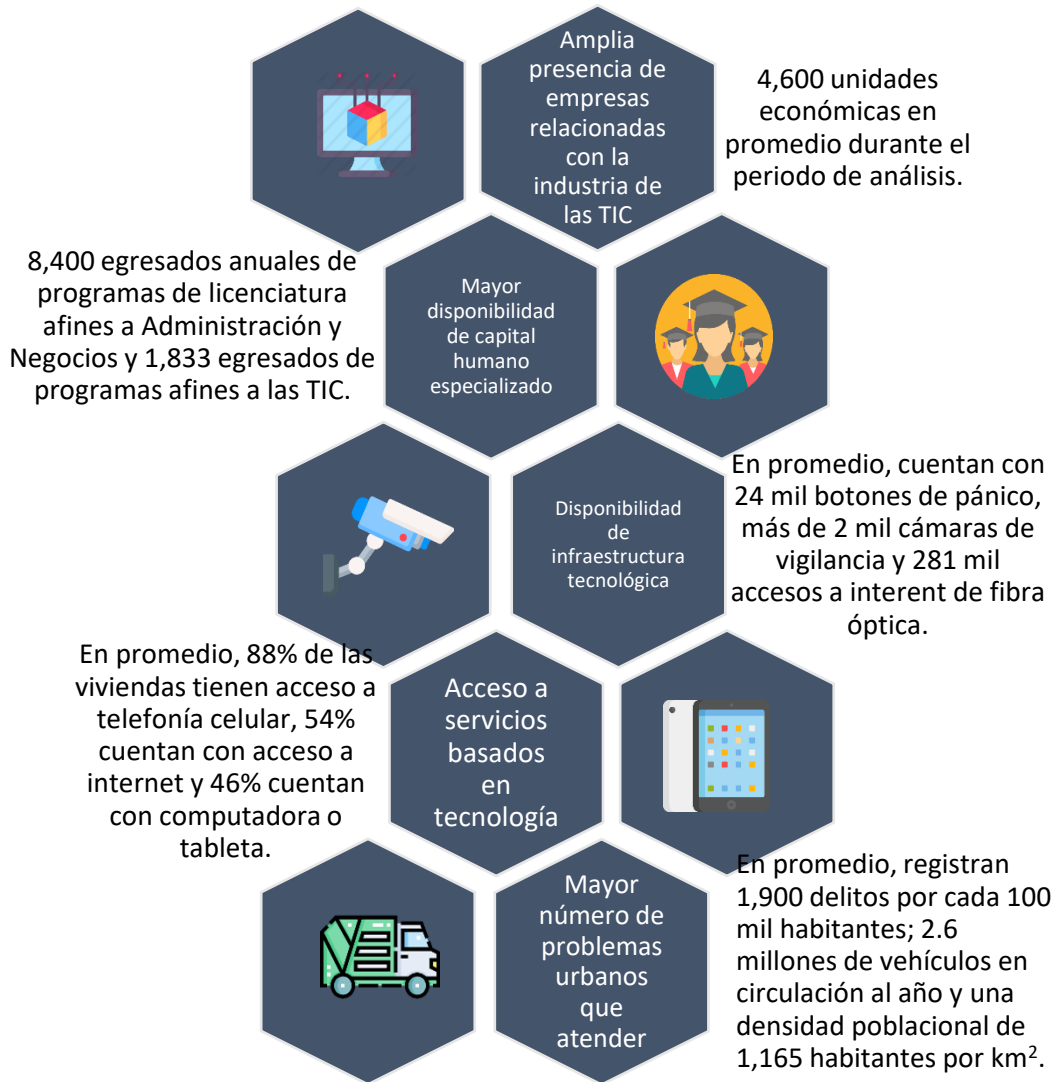 Amplia
presencia de
empresas
relacionadas
con la
industria de
las TIC
4,600 unidades
económicas en
promedio durante el
periodo de análisis.
8,400 egresados anuales de
programas de licenciatura
afines a Administración y
Negocios y 1,833 egresados de
programas afines a las TIC.
Mayor
disponibilidad
de capital
humano
especializado
Disponibilidad
de
infraestructura
tecnológica
En promedio, cuentan con
24 mil botones de pánico,
más de 2 mil cámaras de
vigilancia y 281 mil
accesos a interent de fibra
óptica.
En promedio, 88% de las
viviendas tienen acceso a
telefonía celular, 54%
cuentan con acceso a
internet y 46% cuentan
con computadora o
tableta.
Acceso a
servicios
basados
en
tecnología
Mayor
número de
problemas
urbanos
que
atender
En promedio, registran
1,900 delitos por cada 100
mil habitantes; 2.6
millones de vehículos en
circulación al año y una
densidad poblacional de
1,165 habitantes por km².